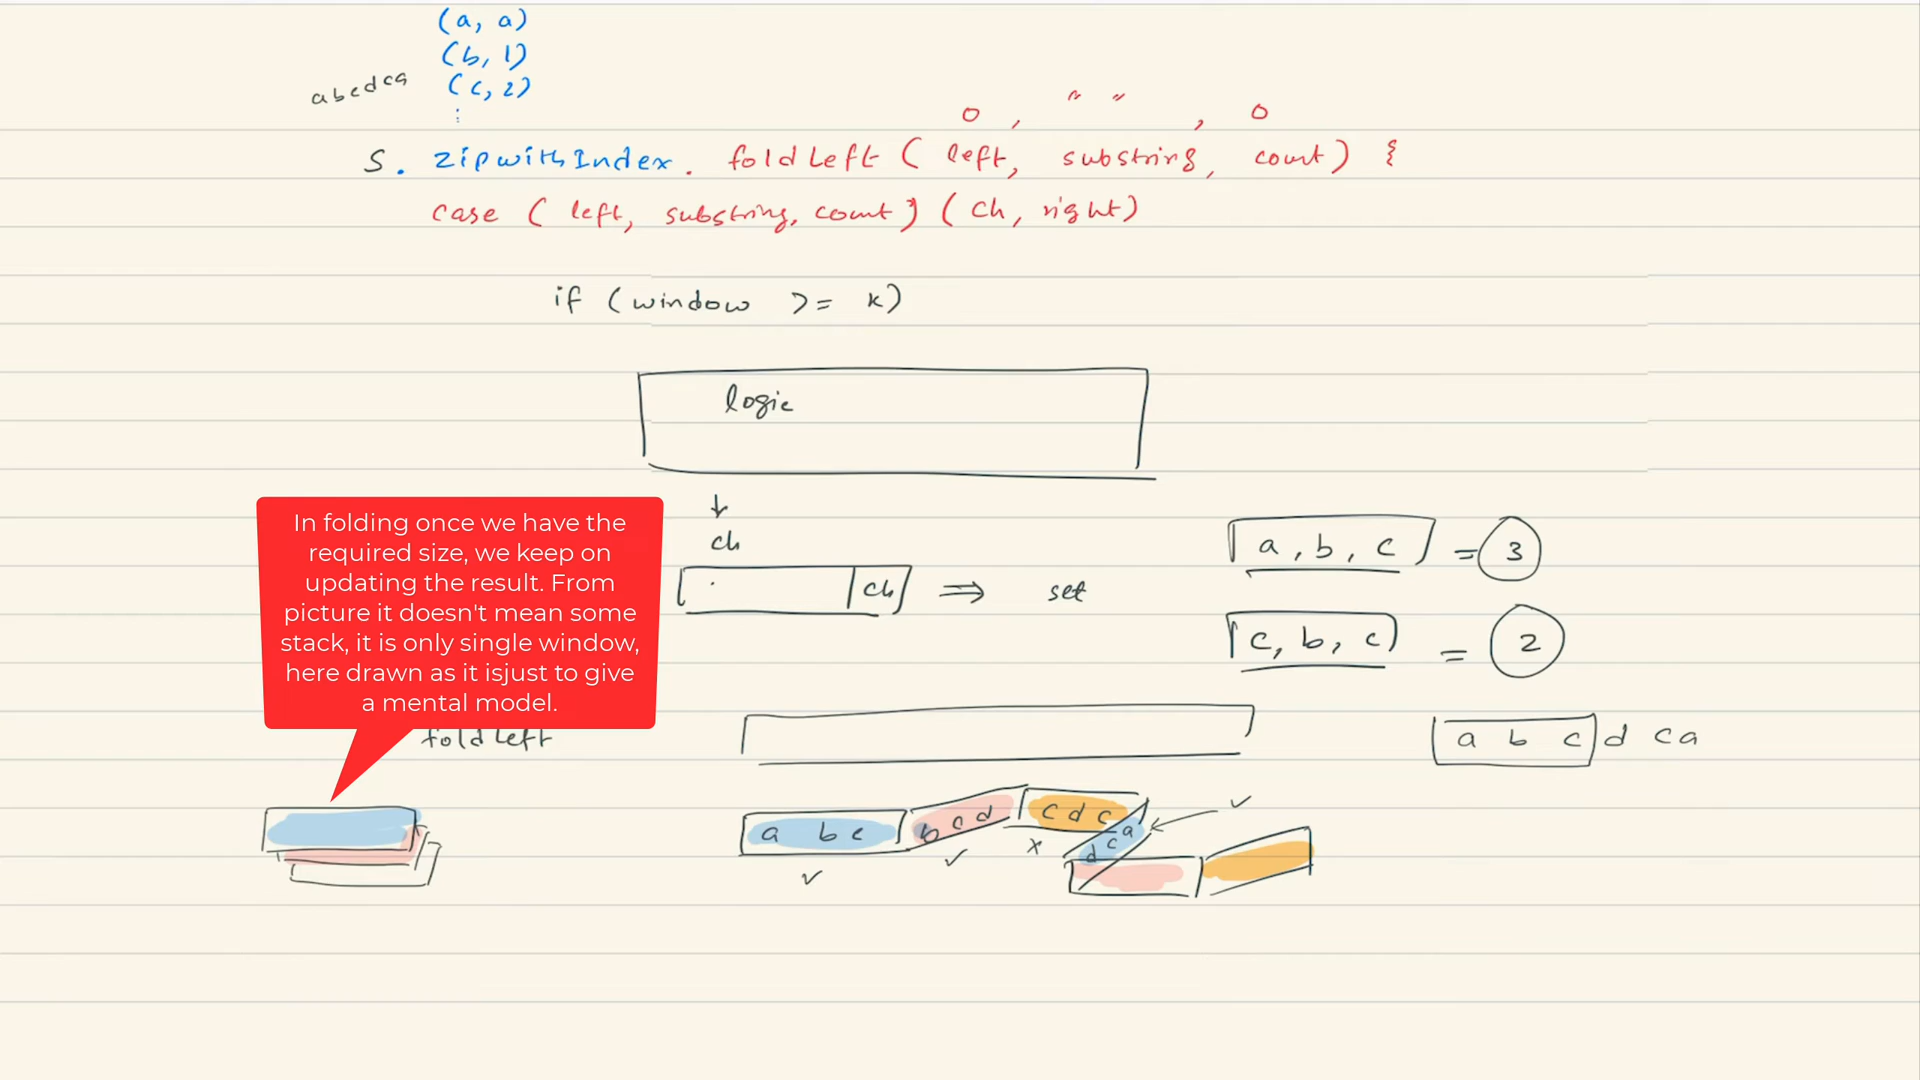 (a, a)
(b, 1)
abcdca
(c, 2)
0 , " " , 0
S. zipwithIndex. foldLeft ( left, substring, count) {
case ( left, substring, count) (ch, right)
if (window >= k)
logic
ch
ch ⇒ set
a, b, c = 3
c, b, c = 2
In folding once we have the
required size, we keep on
updating the result. From
picture it doesn't mean some
stack, it is only single window,
here drawn as it isjust to give
a mental model.
foldLeft
a b c d c a
a b c
b c d
c d c
d c a
✓ ✓ x ✓